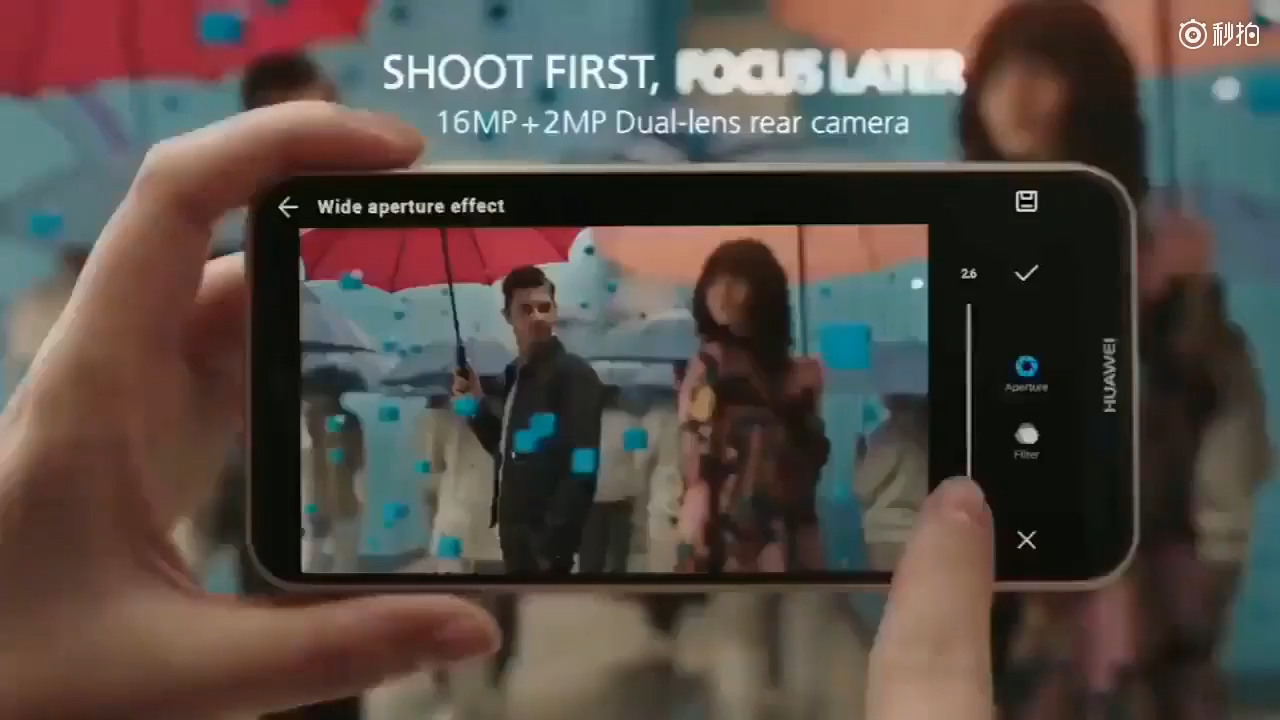 秒拍
SHOOT FIRST, FOCUS LATER
16MP+2MP Dual-lens rear camera
Wide aperture effect
2.6
Aperture
HUAWEI
Filter